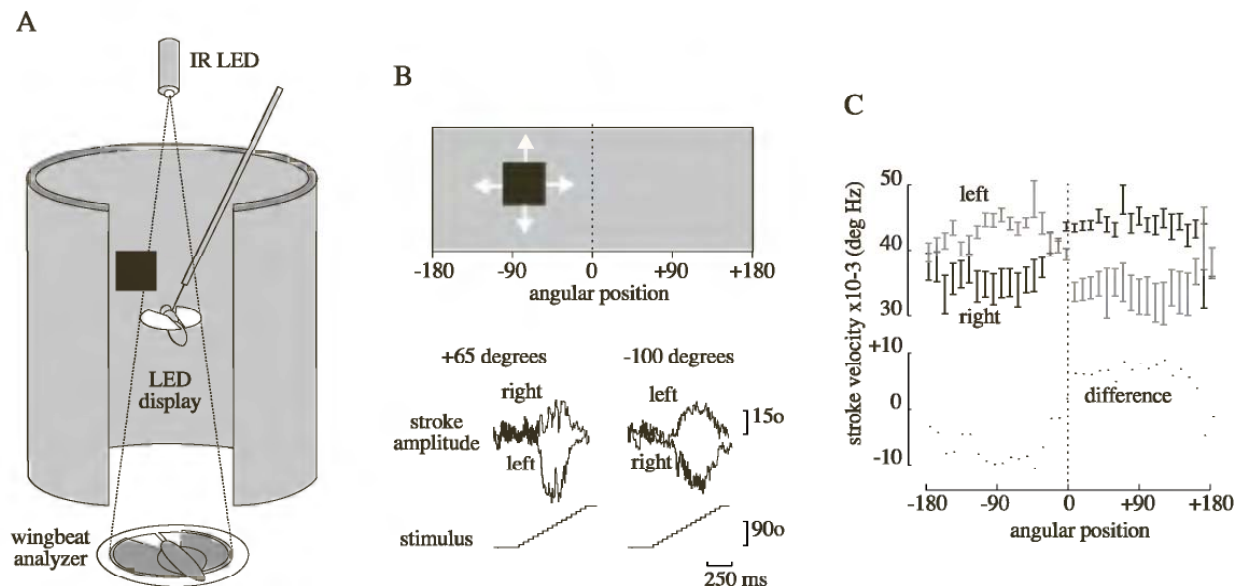 A
IR LED
LED
display
wingbeat
analyzer
B
-180 -90 0 +90 +180
angular position
+65 degrees -100 degrees
right left
stroke
amplitude
15o
left right
stimulus
90o
250 ms
C
stroke velocity x10-3 (deg Hz)
50
left
40
right
30
+10
difference
0
-10
-180 -90 0 +90 +180
angular position